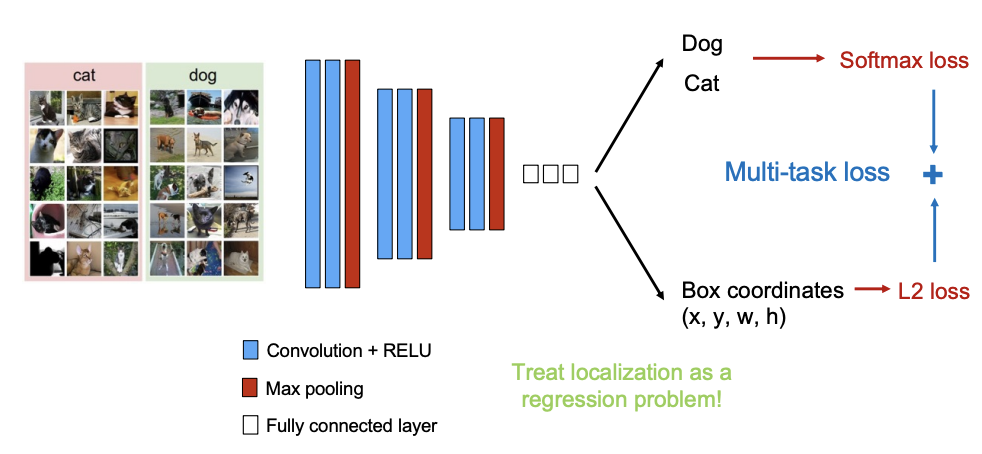 cat
dog
Dog
Cat
Softmax loss
Multi-task loss
+
Box coordinates
(x, y, w, h)
L2 loss
Convolution + RELU
Max pooling
Fully connected layer
Treat localization as a
regression problem!